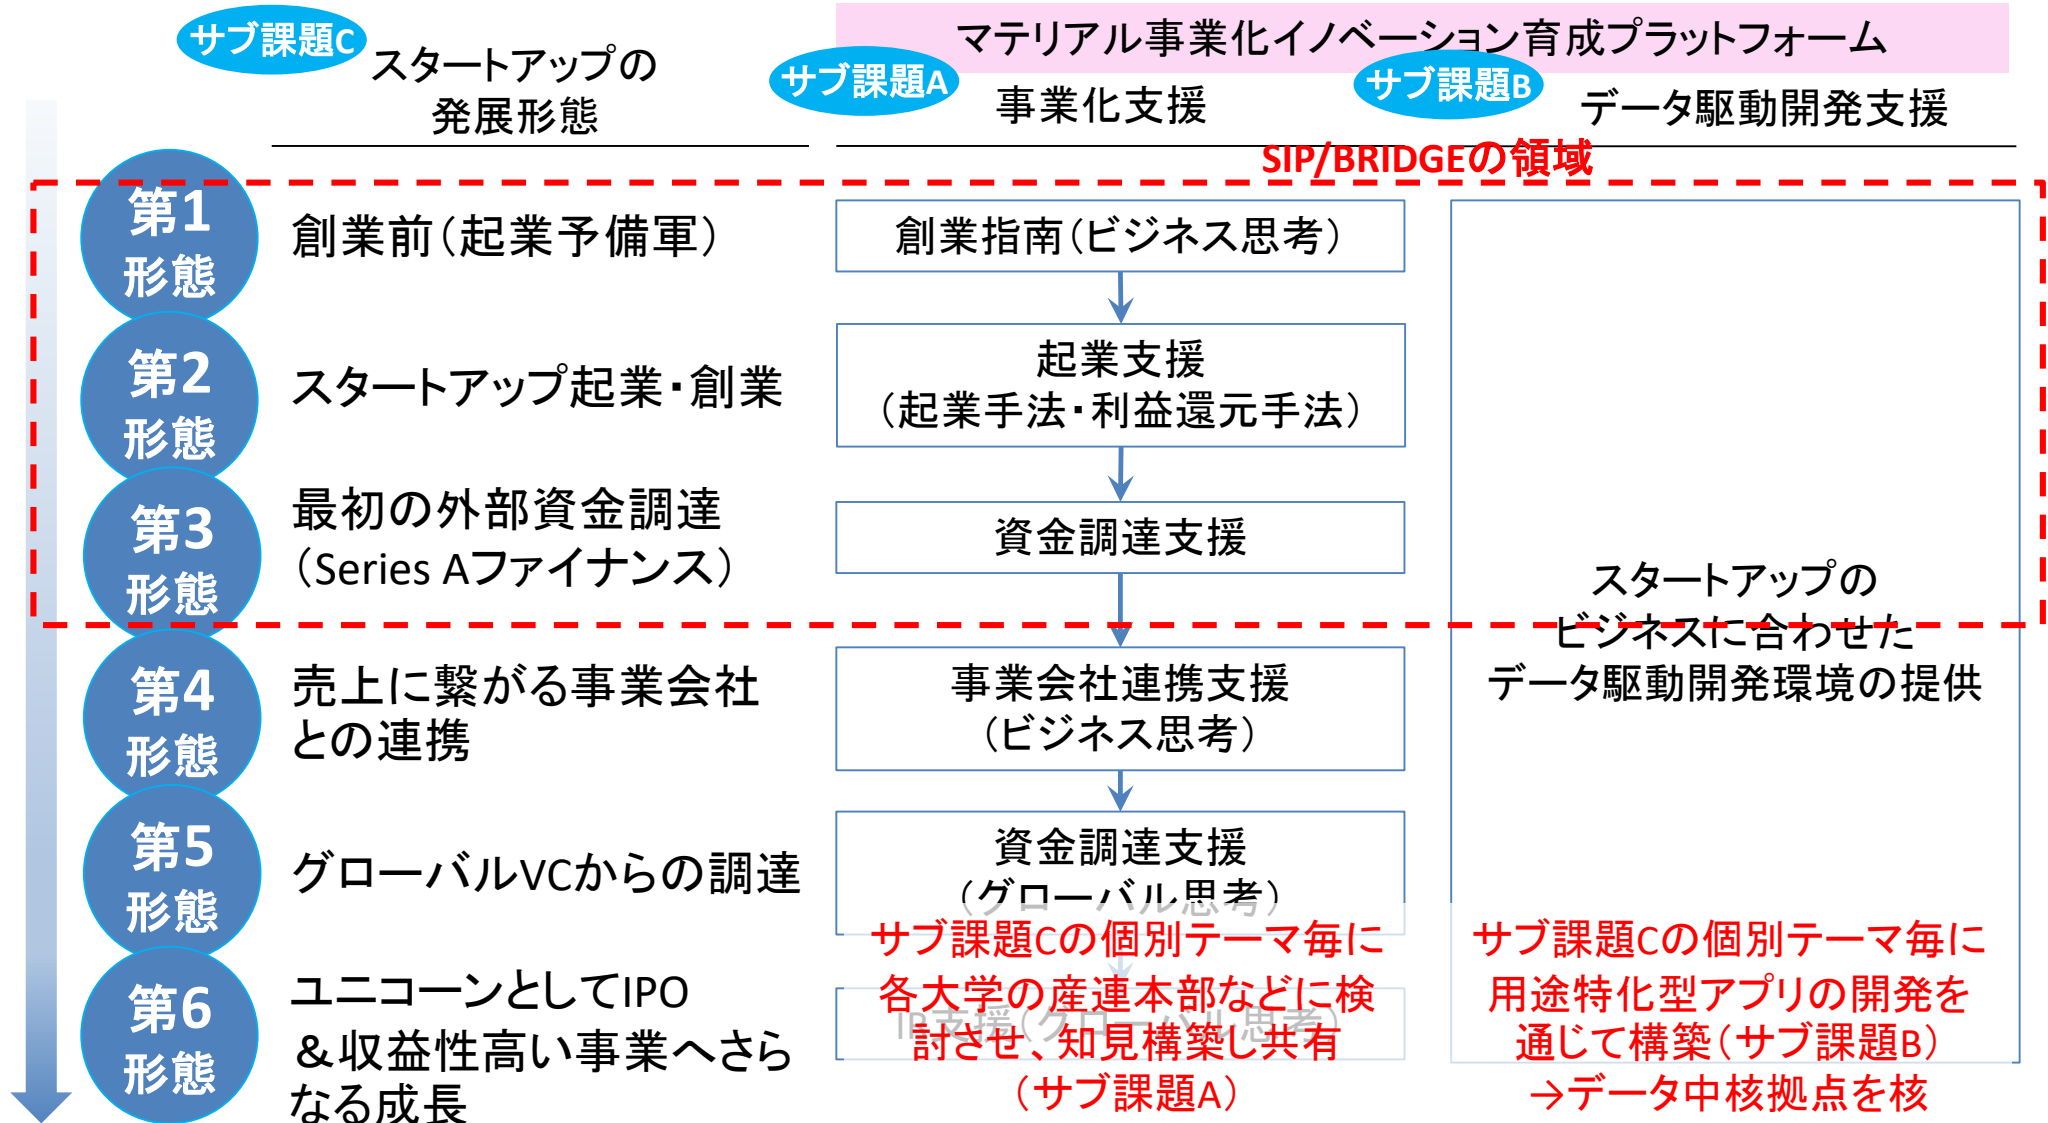 サブ課題C
スタートアップの
発展形態
マテリアル事業化イノベーション育成プラットフォーム
サブ課題A
事業化支援
サブ課題B
データ駆動開発支援
SIP/BRIDGEの領域
第1
形態
創業前（起業予備軍）
創業指南（ビジネス思考）
第2
形態
スタートアップ起業・創業
起業支援
（起業手法・利益還元手法）
第3
形態
最初の外部資金調達
（Series Aファイナンス）
資金調達支援
スタートアップの
ビジネスに合わせた
データ駆動開発環境の提供
第4
形態
売上に繋がる事業会社
との連携
事業会社連携支援
（ビジネス思考）
第5
形態
グローバルVCからの調達
資金調達支援
（グローバル思考）
第6
形態
ユニコーンとしてIPO
＆収益性高い事業へさら
なる成長
IR支援（グローバル思考）
サブ課題Cの個別テーマ毎に
各大学の産連本部などに検
討させ、知見構築し共有
（サブ課題A）
サブ課題Cの個別テーマ毎に
用途特化型アプリの開発を
通じて構築（サブ課題B）
→データ中核拠点を核